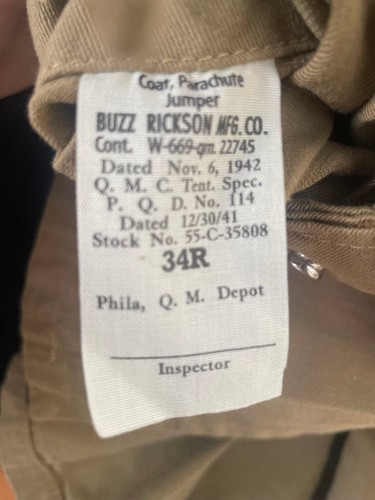 Coat, Parachute
Jumper
BUZZ RICKSON MFG. CO.
Cont. W-669-qm. 22745
Dated Nov. 6, 1942
Q. M. C. Tent. Spec.
P. Q. D. No. 114
Dated 12/30/41
Stock No. 55-C-35808
34R
Phila, Q. M. Depot
Inspector